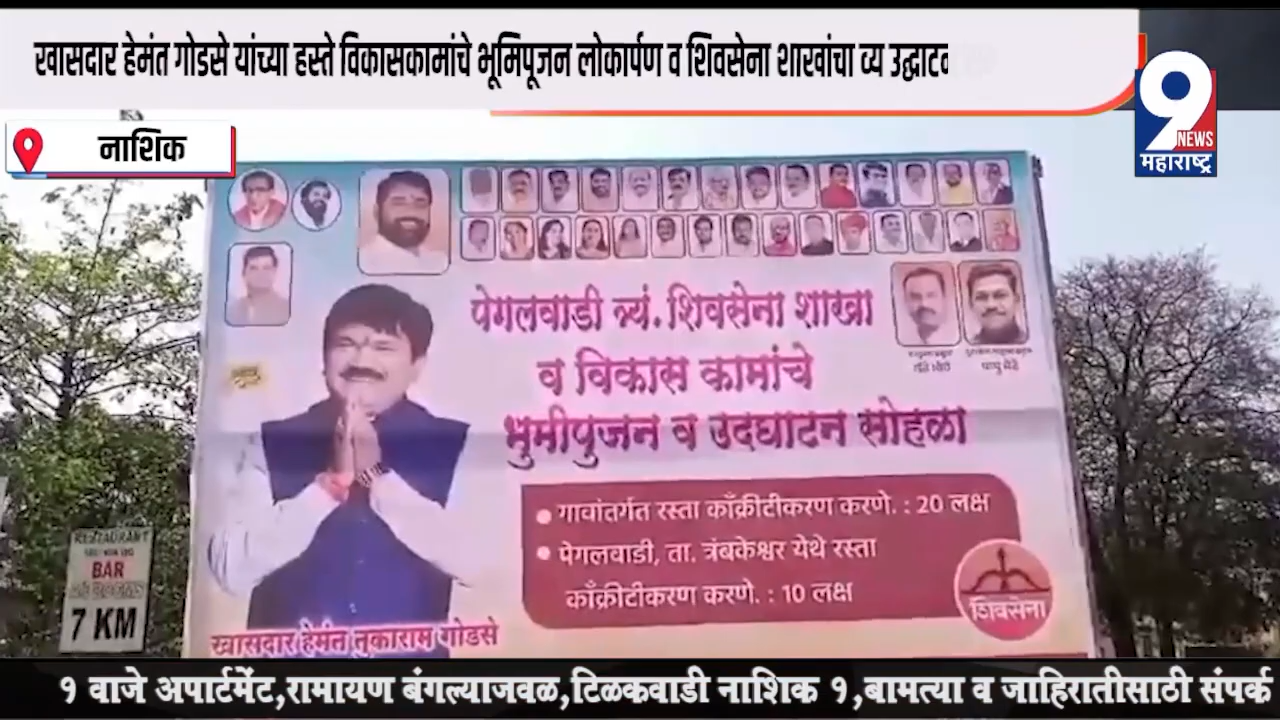 खासदार हेमंत गोडसे यांच्या हस्ते विकासकामांचे भूमिपूजन लोकार्पण व शिवसेना शाखांचा व्य उद्घाटन
9
NEWS
महाराष्ट्र
नाशिक
पेगलवाडी त्र्यं. शिवसेना शाखा
व विकास कामांचे
भुमीपुजन व उदघाटन सोहळा
• गावांतर्गत रस्ता काँक्रीटीकरण करणे. : 20 लक्ष
• पेगलवाडी, ता. त्रंबकेश्वर येथे रस्ता
काँक्रीटीकरण करणे. : 10 लक्ष
शिवसेना
खासदार हेमंत तुकाराम गोडसे
RESTAURANT
BAR
7 KM
१ वाजे अपार्टमेंट,रामायण बंगल्याजवळ,टिळकवाडी नाशिक १,बामत्या व जाहिरातीसाठी संपर्क